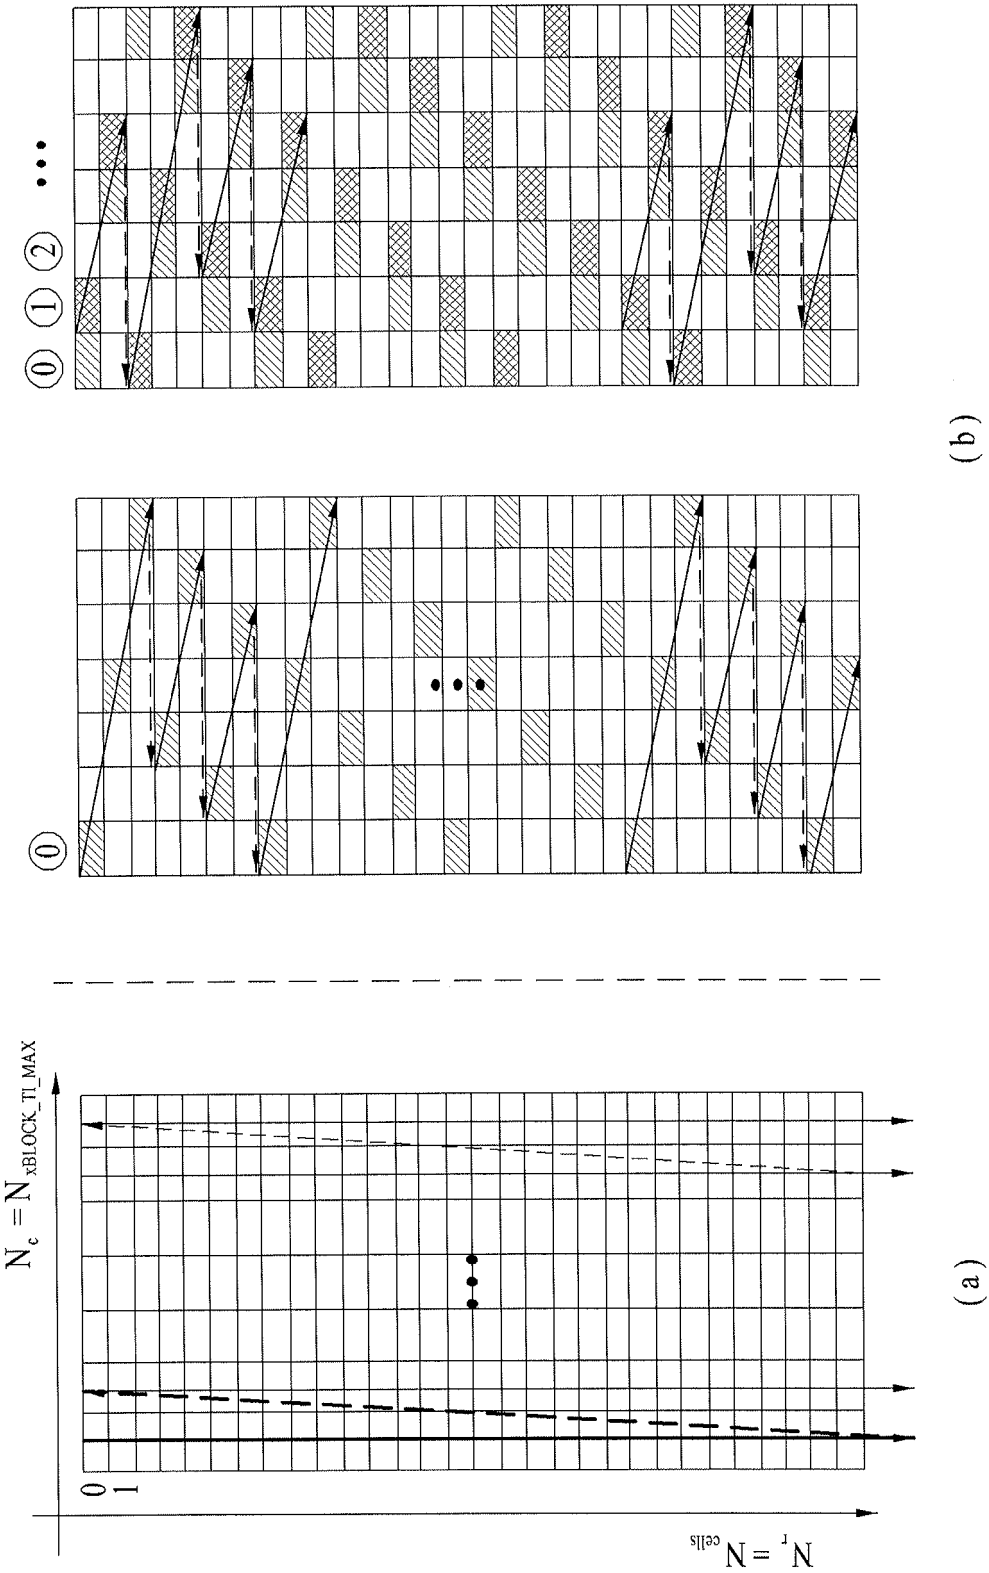 N_c = N_xBLOCK_TI_MAX
N_r = N_cells
0
1
• • •
(a)
0
• • •
0 1 2 • • •
(b)